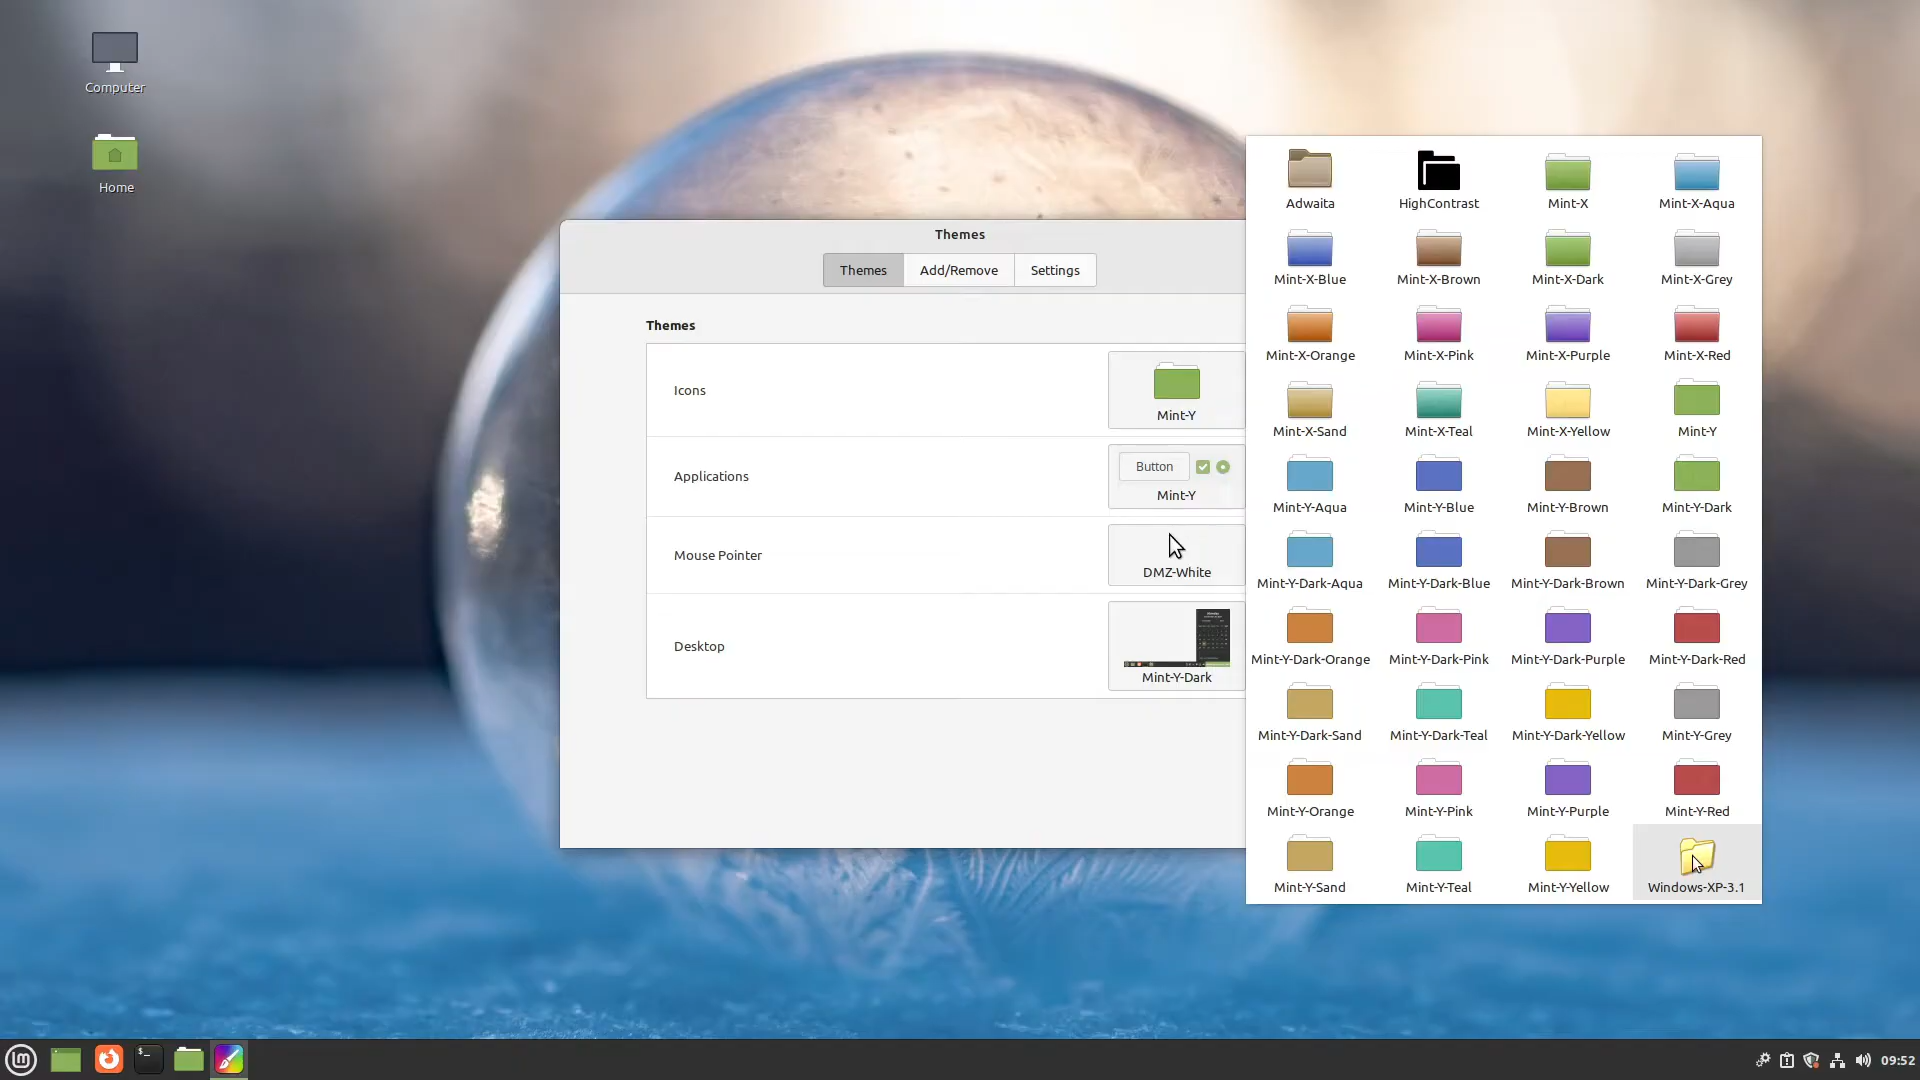 Computer
Home
Themes
Themes Add/Remove Settings
Themes
Icons
Mint-Y
Applications
Button
Mint-Y
Mouse Pointer
DMZ-White
Desktop
Mint-Y-Dark
Adwaita HighContrast Mint-X Mint-X-Aqua
Mint-X-Blue Mint-X-Brown Mint-X-Dark Mint-X-Grey
Mint-X-Orange Mint-X-Pink Mint-X-Purple Mint-X-Red
Mint-X-Sand Mint-X-Teal Mint-X-Yellow Mint-Y
Mint-Y-Aqua Mint-Y-Blue Mint-Y-Brown Mint-Y-Dark
Mint-Y-Dark-Aqua Mint-Y-Dark-Blue Mint-Y-Dark-Brown Mint-Y-Dark-Grey
Mint-Y-Dark-Orange Mint-Y-Dark-Pink Mint-Y-Dark-Purple Mint-Y-Dark-Red
Mint-Y-Dark-Sand Mint-Y-Dark-Teal Mint-Y-Dark-Yellow Mint-Y-Grey
Mint-Y-Orange Mint-Y-Pink Mint-Y-Purple Mint-Y-Red
Mint-Y-Sand Mint-Y-Teal Mint-Y-Yellow Windows-XP-3.1
lm
$_
09:52